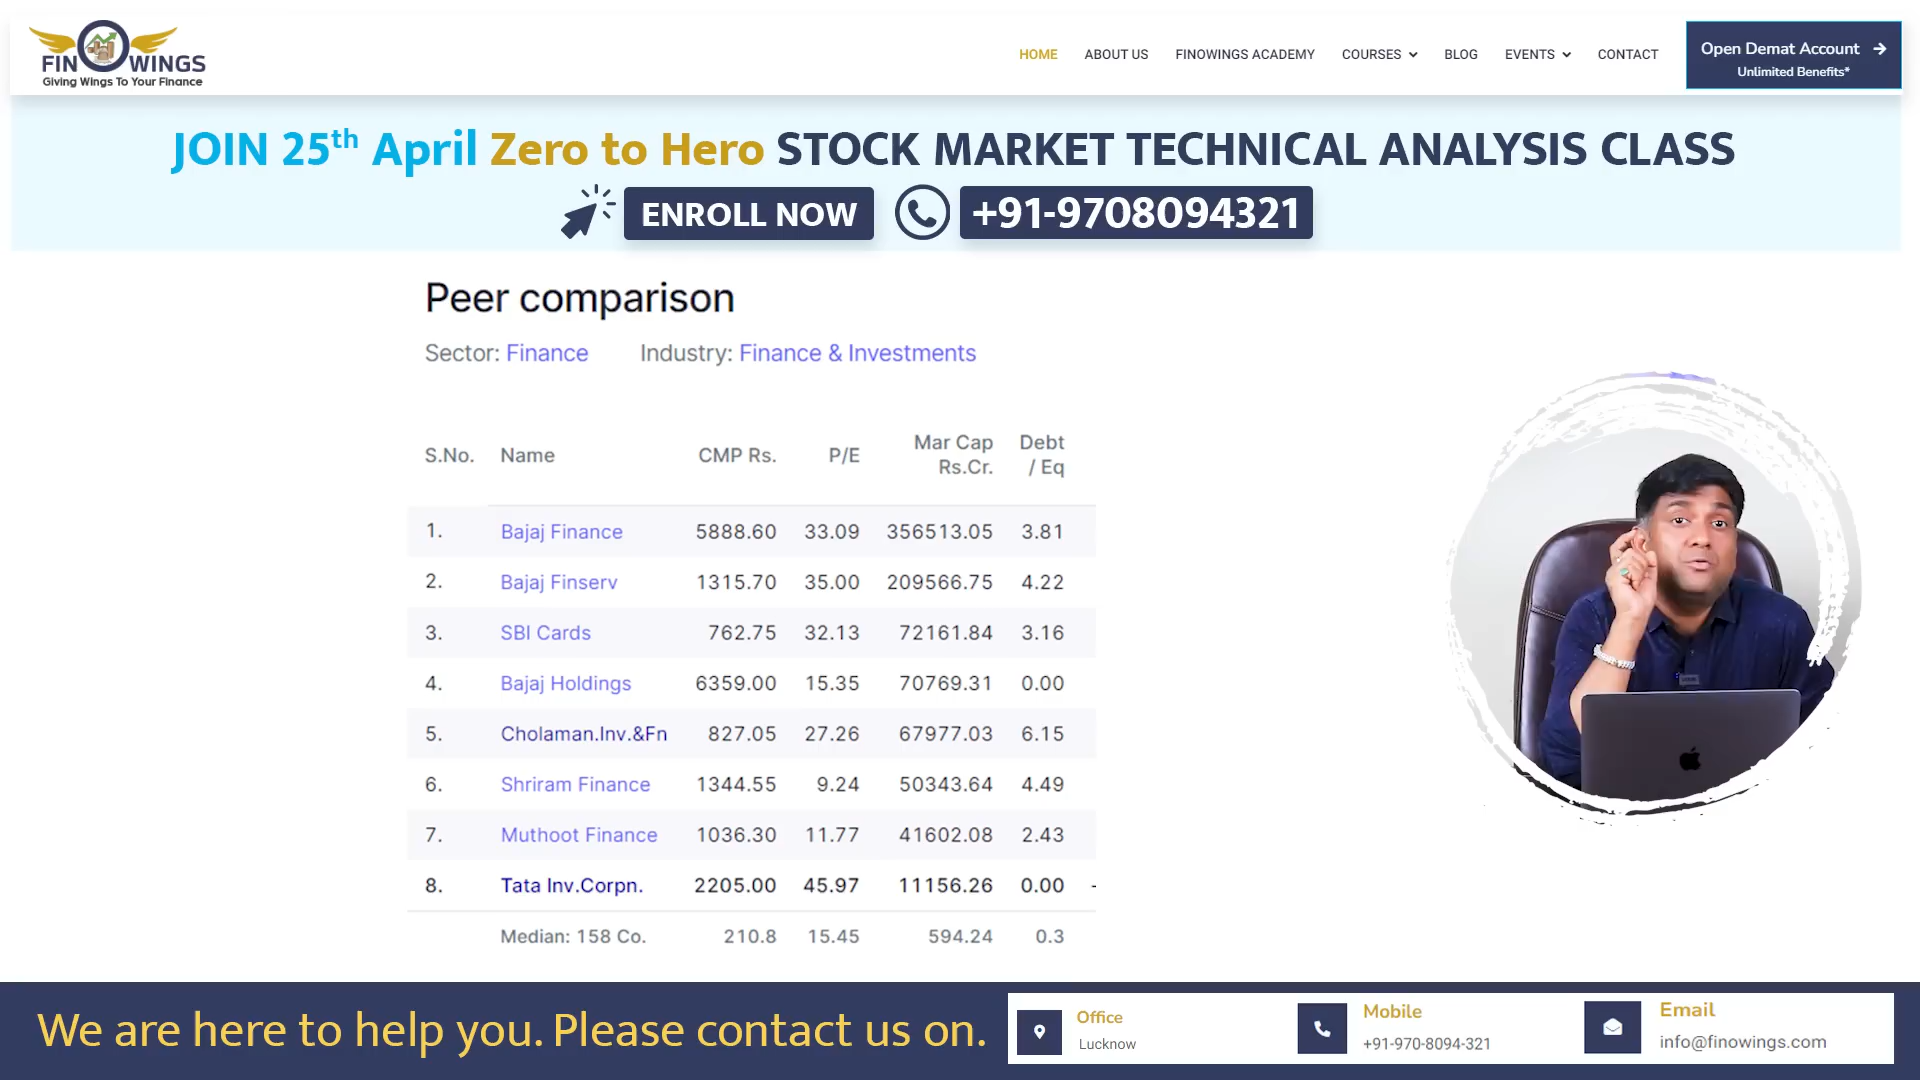 FINOWINGS
Giving Wings To Your Finance
HOME ABOUT US FINOWINGS ACADEMY COURSES BLOG EVENTS CONTACT
Open Demat Account
Unlimited Benefits*
JOIN 25th April Zero to Hero STOCK MARKET TECHNICAL ANALYSIS CLASS
ENROLL NOW +91-9708094321
Peer comparison
Sector: Finance Industry: Finance & Investments
S.No. Name CMP Rs. P/E Mar Cap Rs.Cr. Debt / Eq
1. Bajaj Finance 5888.60 33.09 356513.05 3.81
2. Bajaj Finserv 1315.70 35.00 209566.75 4.22
3. SBI Cards 762.75 32.13 72161.84 3.16
4. Bajaj Holdings 6359.00 15.35 70769.31 0.00
5. Cholaman.Inv.&Fn 827.05 27.26 67977.03 6.15
6. Shriram Finance 1344.55 9.24 50343.64 4.49
7. Muthoot Finance 1036.30 11.77 41602.08 2.43
8. Tata Inv.Corpn. 2205.00 45.97 11156.26 0.00 -
Median: 158 Co. 210.8 15.45 594.24 0.3
We are here to help you. Please contact us on.
Office
Lucknow
Mobile
+91-970-8094-321
Email
info@finowings.com